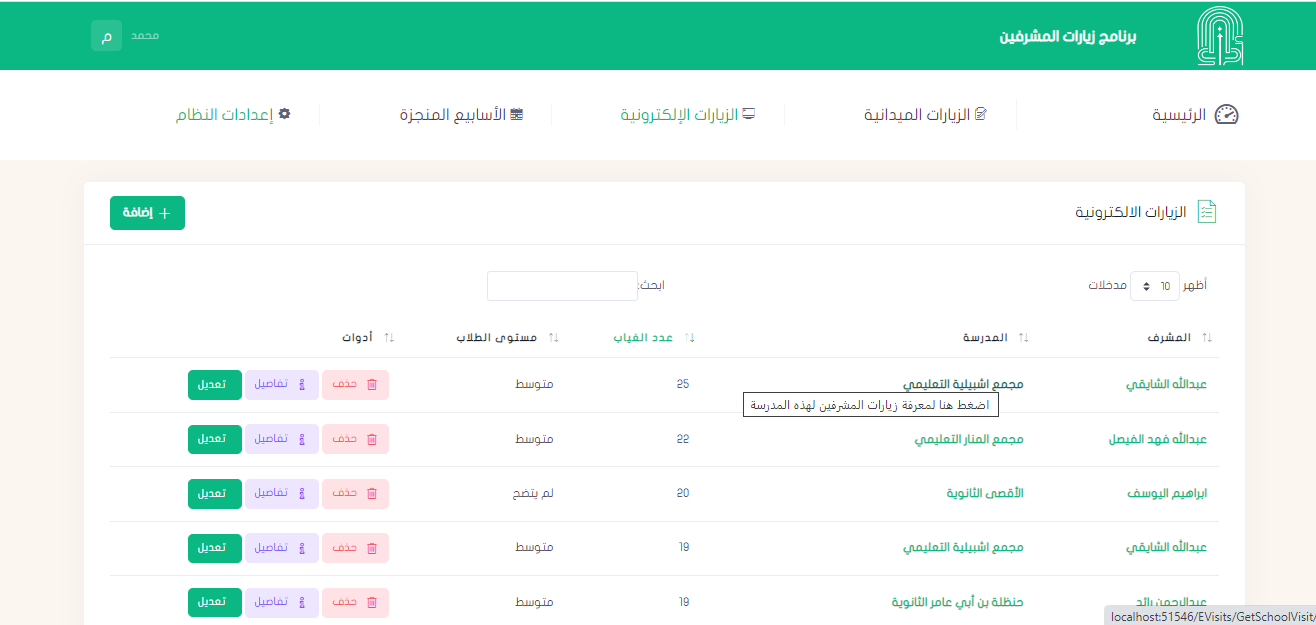 برنامج زيارات المشرفين
محمد
م
الرئيسية
الزيارات الميدانية
الزيارات الإلكترونية
الأسابيع المنجزة
إعدادات النظام
الزيارات الالكترونية
+ إضافة
أظهر 10 مدخلات
ابحث:
المشرف المدرسة عدد الغياب مستوى الطلاب أدوات
عبدالله الشايقي مجمع اشبيلية التعليمي 25 متوسط حذف تفاصيل تعديل
اضغط هنا لمعرفة زيارات المشرفين لهذه المدرسة
عبدالله فهد الفيصل مجمع المنار التعليمي 22 متوسط حذف تفاصيل تعديل
ابراهيم اليوسف الأقصى الثانوية 20 لم يتضح حذف تفاصيل تعديل
عبدالله الشايقي مجمع اشبيلية التعليمي 19 متوسط حذف تفاصيل تعديل
عبدالرحمن رائد حنظلة بن أبي عامر الثانوية 19 متوسط حذف تفاصيل تعديل
localhost:51546/EVisits/GetSchoolVisit/